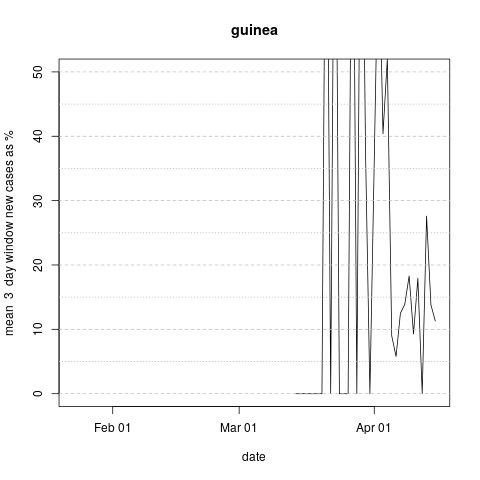 guinea
mean 3 day window new cases as %
50
40
30
20
10
0
Feb 01
Mar 01
Apr 01
date